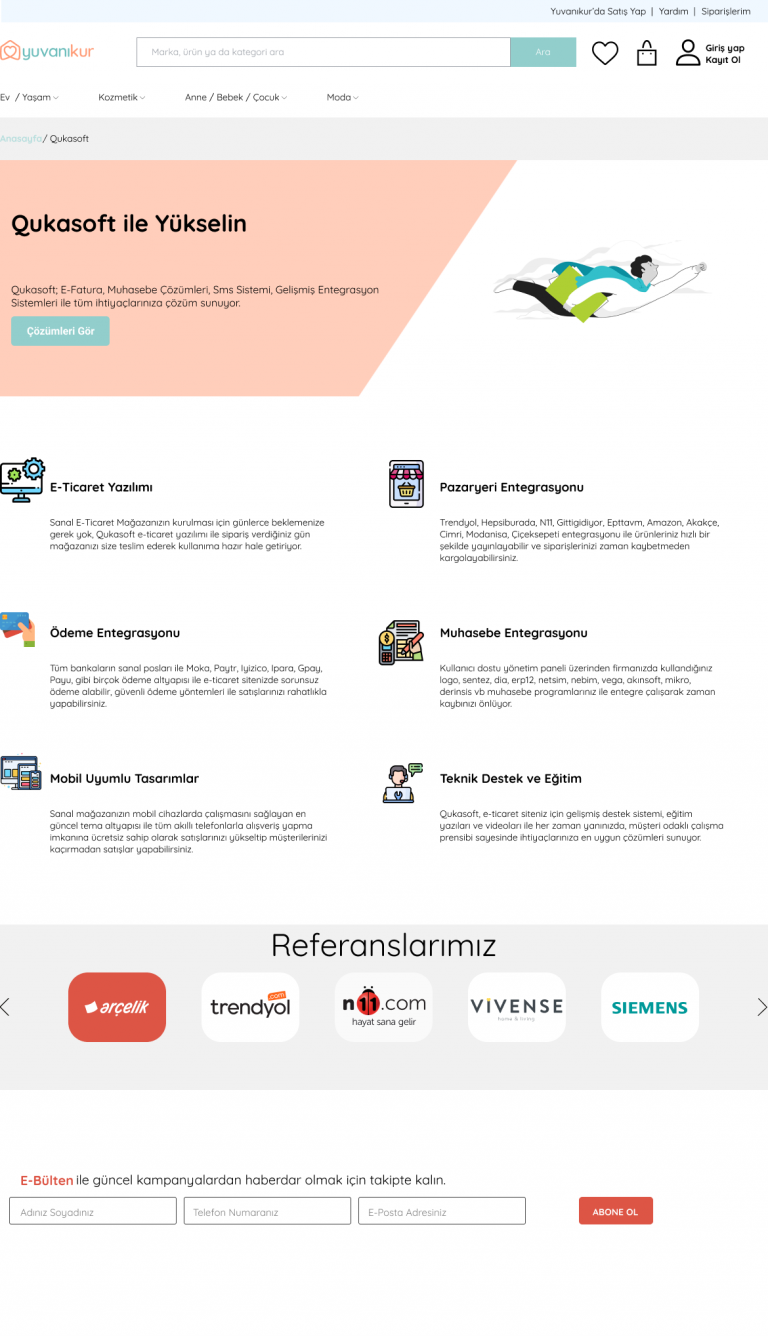 Yuvanıkur'da Satış Yap | Yardım | Siparişlerim
yuvanıkur
Marka, ürün ya da kategori ara
Ara
Giriş yap
Kayıt Ol
Ev / Yaşam
Kozmetik
Anne / Bebek / Çocuk
Moda
Anasayfa/ Qukasoft
Qukasoft ile Yükselin
Qukasoft; E-Fatura, Muhasebe Çözümleri, Sms Sistemi, Gelişmiş Entegrasyon
Sistemleri ile tüm ihtiyaçlarınıza çözüm sunuyor.
Çözümleri Gör
E-Ticaret Yazılımı
Sanal E-Ticaret Mağazanızın kurulması için günlerce beklemenize
gerek yok, Qukasoft e-ticaret yazılımı ile sipariş verdiğiniz gün
mağazanızı size teslim ederek kullanıma hazır hale getiriyor.
Pazaryeri Entegrasyonu
Trendyol, Hepsiburada, N11, Gittigidiyor, Epttavm, Amazon, Akakçe,
Cimri, Modanisa, Çiçeksepeti entegrasyonu ile ürünleriniz hızlı bir
şekilde yayınlayabilir ve siparişlerinizi zaman kaybetmeden
kargolayabilirsiniz.
Ödeme Entegrasyonu
Tüm bankaların sanal posları ile Moka, Paytr, Iyizico, Ipara, Gpay,
Payu, gibi birçok ödeme altyapısı ile e-ticaret sitenizde sorunsuz
ödeme alabilir, güvenli ödeme yöntemleri ile satışlarınızı rahatlıkla
yapabilirsiniz.
Muhasebe Entegrasyonu
Kullanıcı dostu yönetim paneli üzerinden firmanızda kullandığınız
logo, sentez, dia, erp12, netsim, nebim, vega, akınsoft, mikro,
derinsis vb muhasebe programlarınız ile entegre çalışarak zaman
kaybınızı önlüyor.
Mobil Uyumlu Tasarımlar
Sanal mağazanızın mobil cihazlarda çalışmasını sağlayan en
güncel tema altyapısı ile tüm akıllı telefonlarla alışveriş yapma
imkanına ücretsiz sahip olarak satışlarınızı yükseltip müşterilerinizi
kaçırmadan satışlar yapabilirsiniz.
Teknik Destek ve Eğitim
Qukasoft, e-ticaret siteniz için gelişmiş destek sistemi, eğitim
yazıları ve videoları ile her zaman yanınızda, müşteri odaklı çalışma
prensibi sayesinde ihtiyaçlarınıza en uygun çözümleri sunuyor.
Referanslarımız
arçelik
trendyol
.com
n11.com
hayat sana gelir
VIVENSE
home & living
SIEMENS
E-Bülten ile güncel kampanyalardan haberdar olmak için takipte kalın.
Adınız Soyadınız
Telefon Numaranız
E-Posta Adresiniz
ABONE OL